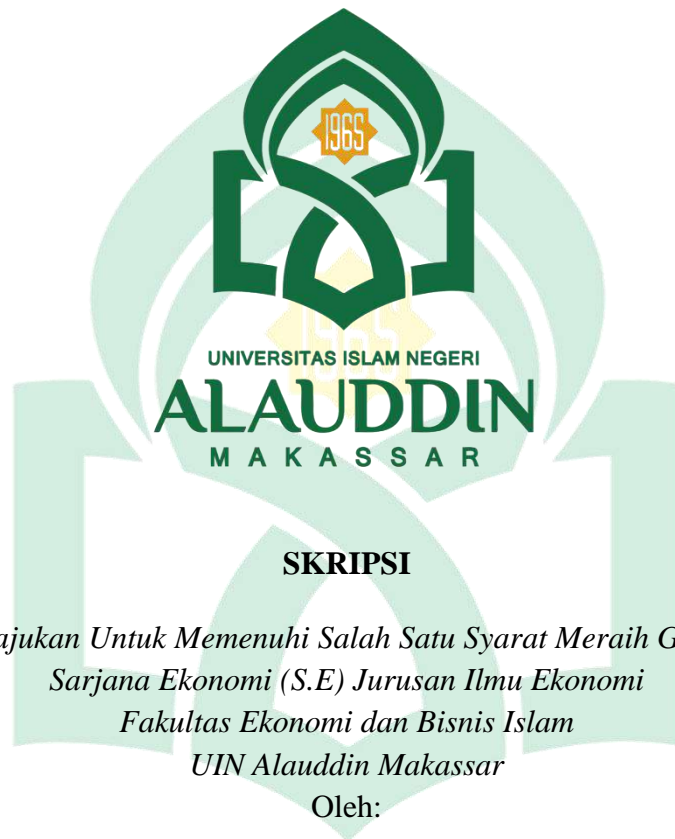 1965
UNIVERSITAS ISLAM NEGERI
ALAUDDIN
MAKASSAR
SKRIPSI
ajukan Untuk Memenuhi Salah Satu Syarat Meraih G
Sarjana Ekonomi (S.E) Jurusan Ilmu Ekonomi
Fakultas Ekonomi dan Bisnis Islam
UIN Alauddin Makassar
Oleh: